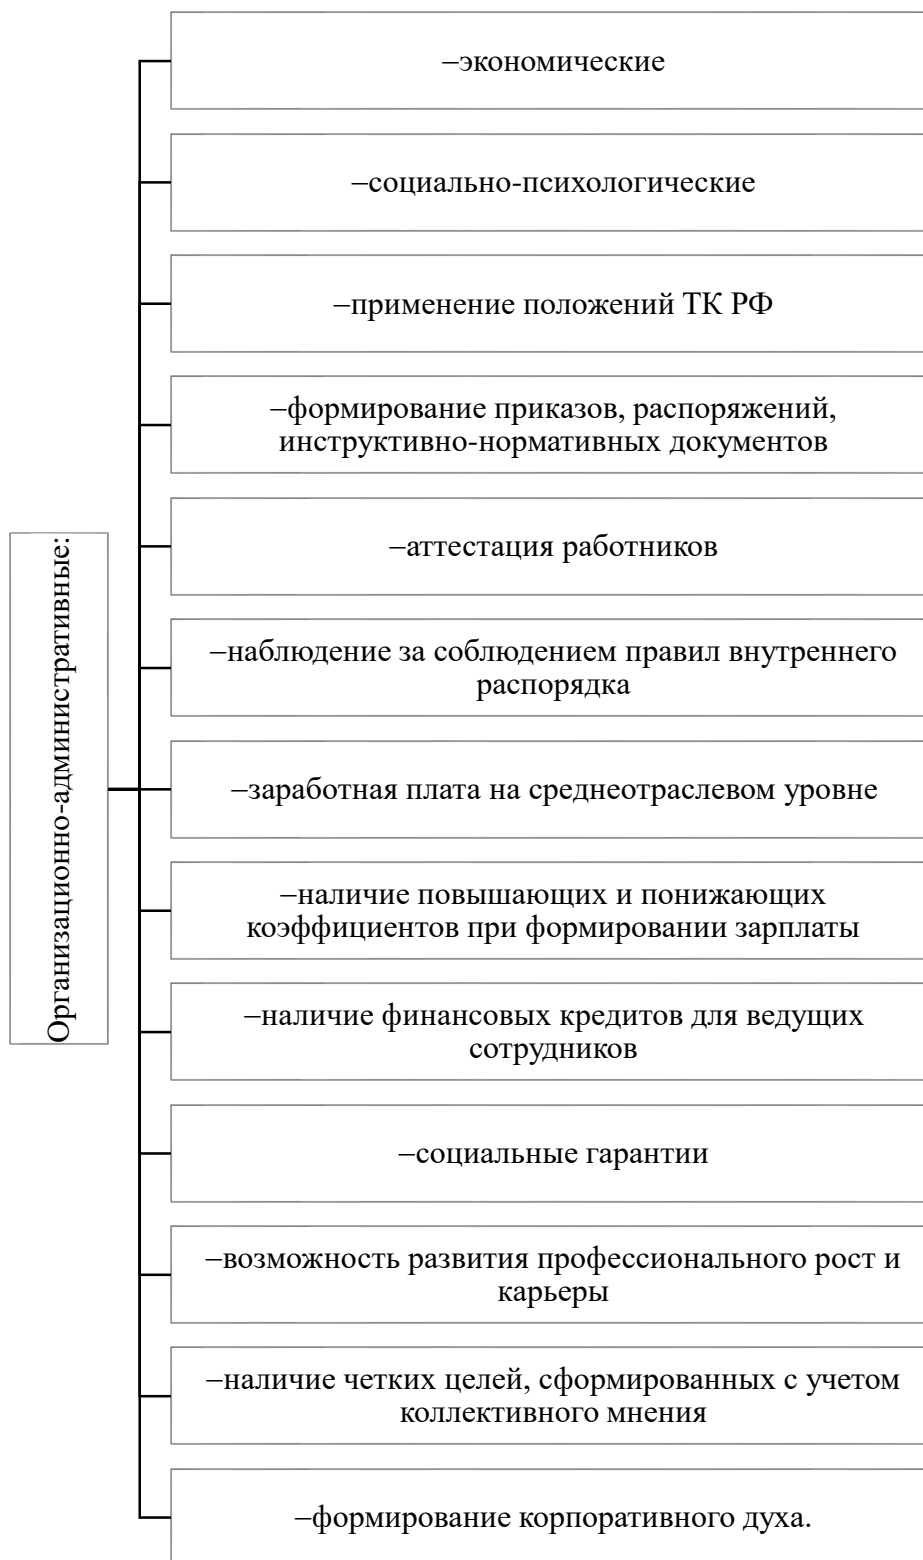 Организационно-административные:
–экономические
–социально-психологические
–применение положений ТК РФ
–формирование приказов, распоряжений,
инструктивно-нормативных документов
–аттестация работников
–наблюдение за соблюдением правил внутреннего
распорядка
–заработная плата на среднеотраслевом уровне
–наличие повышающих и понижающих
коэффициентов при формировании зарплаты
–наличие финансовых кредитов для ведущих
сотрудников
–социальные гарантии
–возможность развития профессионального рост и
карьеры
–наличие четких целей, сформированных с учетом
коллективного мнения
–формирование корпоративного духа.